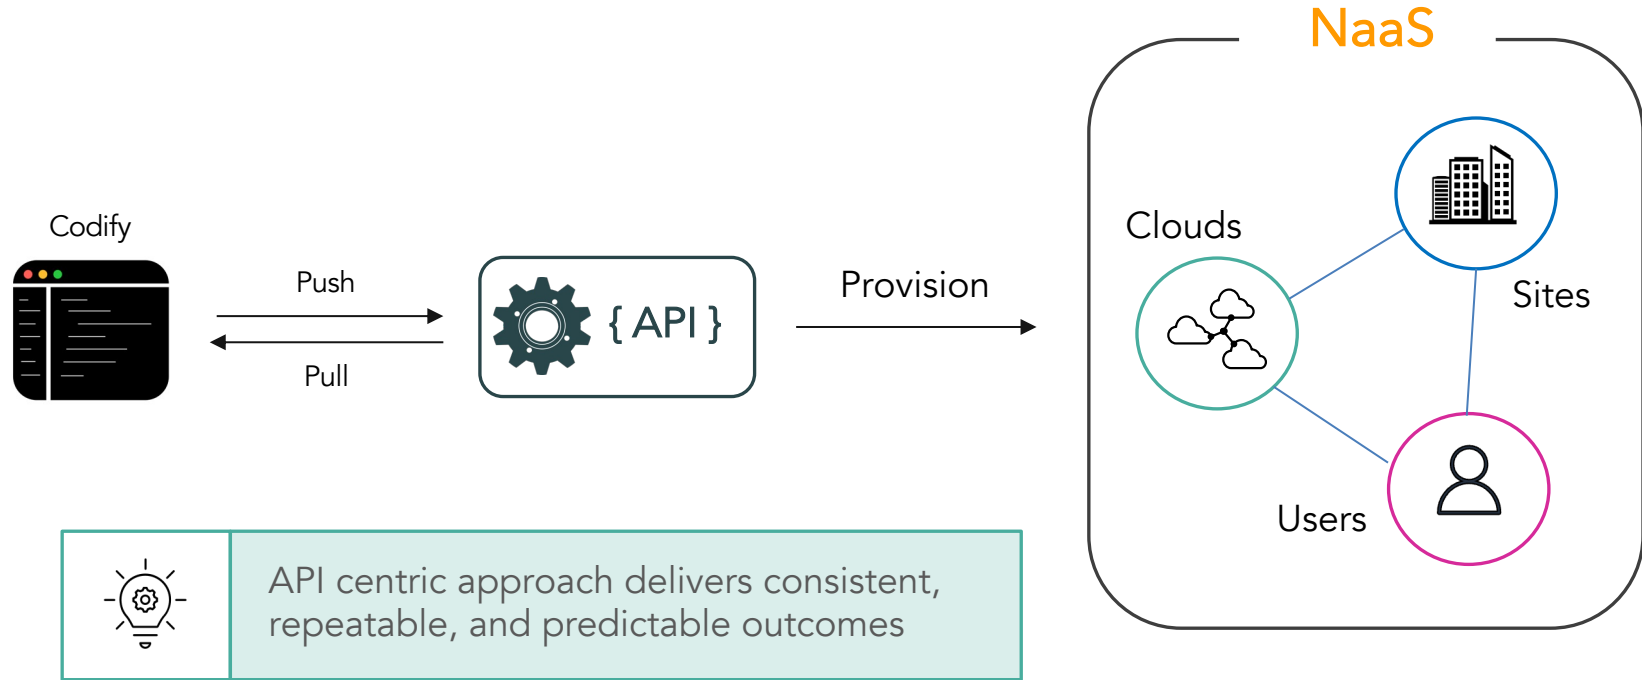 NaaS
Codify
Push
Pull
{ API }
Provision
Clouds
Sites
Users
API centric approach delivers consistent,
repeatable, and predictable outcomes